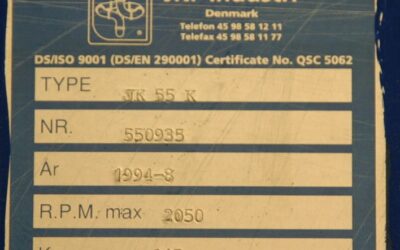 Denmark
Telefon 45 98 58 12 11
Telefax 45 98 58 11 77
DS/ISO 9001 (DS/EN 290001) Certificate No. QSC 5062
TYPE JK 55 K
NR. 550935
Ar 1994-8
R.P.M. max 2050